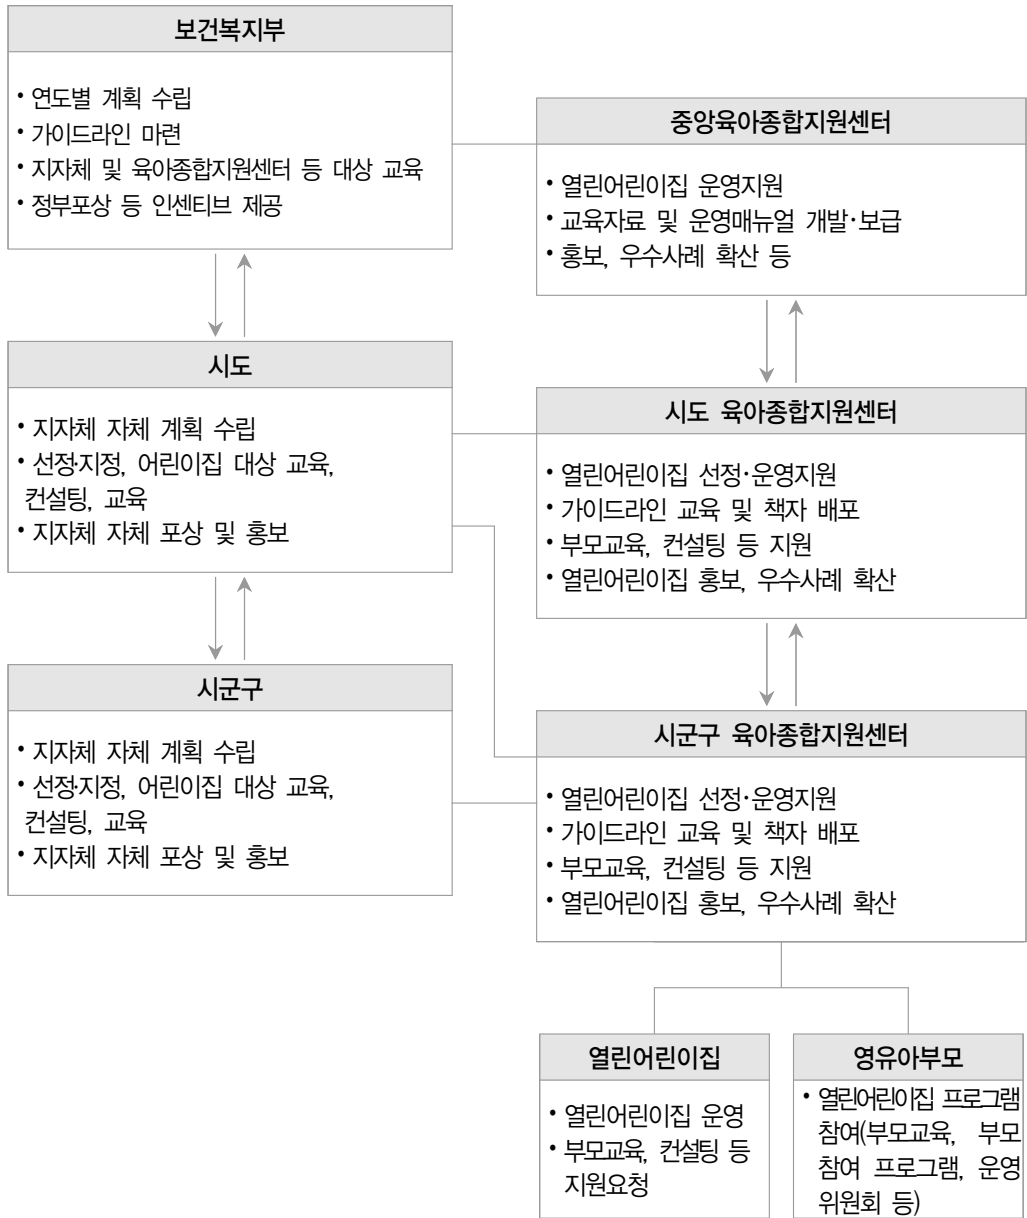 보건복지부
• 연도별 계획 수립
• 가이드라인 마련
• 지자체 및 육아종합지원센터 등 대상 교육
• 정부포상 등 인센티브 제공
중앙육아종합지원센터
• 열린어린이집 운영지원
• 교육자료 및 운영매뉴얼 개발·보급
• 홍보, 우수사례 확산 등
시도
• 지자체 자체 계획 수립
• 선정·지정, 어린이집 대상 교육,
컨설팅, 교육
• 지자체 자체 포상 및 홍보
시도 육아종합지원센터
• 열린어린이집 선정·운영지원
• 가이드라인 교육 및 책자 배포
• 부모교육, 컨설팅 등 지원
• 열린어린이집 홍보, 우수사례 확산
시군구
• 지자체 자체 계획 수립
• 선정·지정, 어린이집 대상 교육,
컨설팅, 교육
• 지자체 자체 포상 및 홍보
시군구 육아종합지원센터
• 열린어린이집 선정·운영지원
• 가이드라인 교육 및 책자 배포
• 부모교육, 컨설팅 등 지원
• 열린어린이집 홍보, 우수사례 확산
열린어린이집
• 열린어린이집 운영
• 부모교육, 컨설팅 등
지원요청
영유아부모
• 열린어린이집 프로그램
참여(부모교육, 부모
참여 프로그램, 운영
위원회 등)